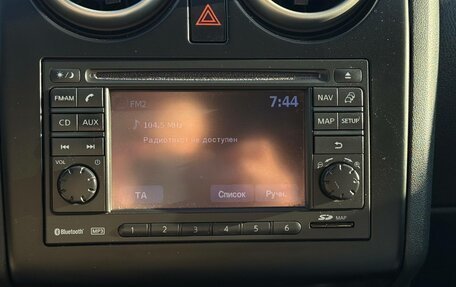 FM2
7:44
104.5 MHz
Радиотекст не доступен
TA
Список
Ручн.
FM·AM
CD
AUX
VOL
NAV
MAP
SETUP
Bluetooth
MP3
1
2
3
4
5
6
SD
MAP